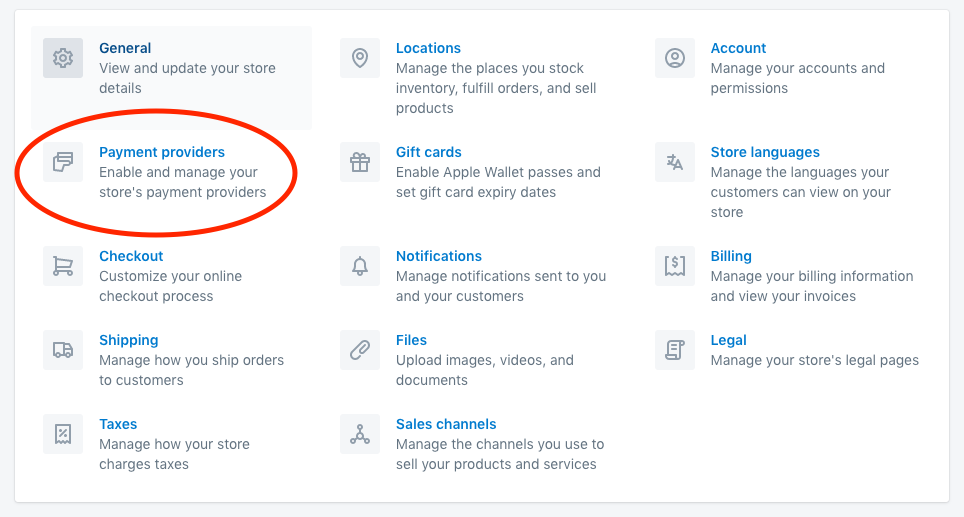 General
View and update your store
details
Locations
Manage the places you stock
inventory, fulfill orders, and sell
products
Account
Manage your accounts and
permissions
Payment providers
Enable and manage your
store's payment providers
Gift cards
Enable Apple Wallet passes and
set gift card expiry dates
Store languages
Manage the languages your
customers can view on your
store
Checkout
Customize your online
checkout process
Notifications
Manage notifications sent to you
and your customers
Billing
Manage your billing information
and view your invoices
Shipping
Manage how you ship orders
to customers
Files
Upload images, videos, and
documents
Legal
Manage your store's legal pages
Taxes
Manage how your store
charges taxes
Sales channels
Manage the channels you use to
sell your products and services